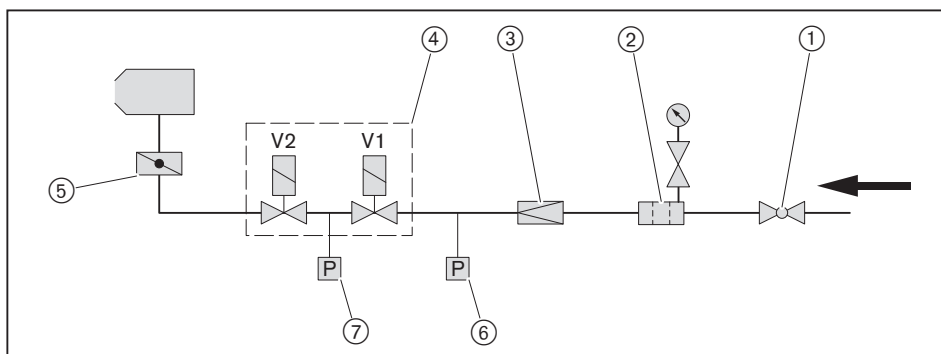 ④ ③ ② ①
V2 V1
⑤
P P
⑦ ⑥